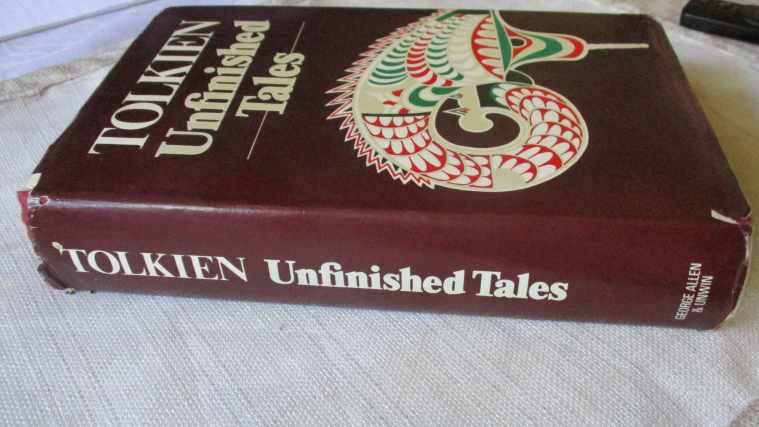 TOLKIEN
Unfinished
Tales
TOLKIEN Unfinished Tales
GEORGE ALLEN
& UNWIN